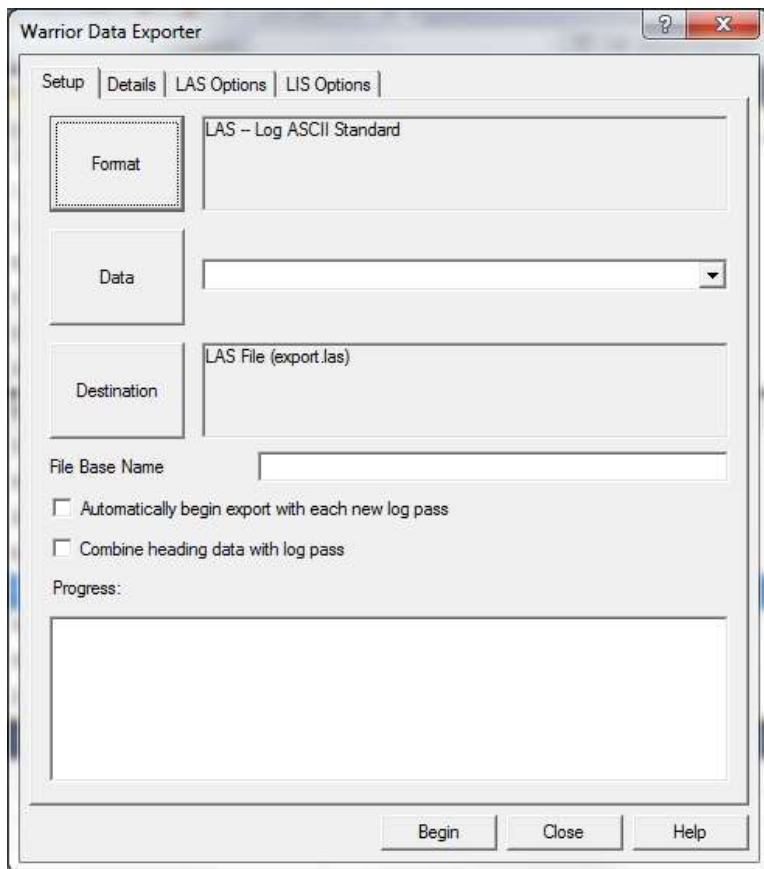 Warrior Data Exporter
Setup Details LAS Options LIS Options
Format
LAS -- Log ASCII Standard
Data
Destination
LAS File (export.las)
File Base Name
Automatically begin export with each new log pass
Combine heading data with log pass
Progress:
Begin Close Help